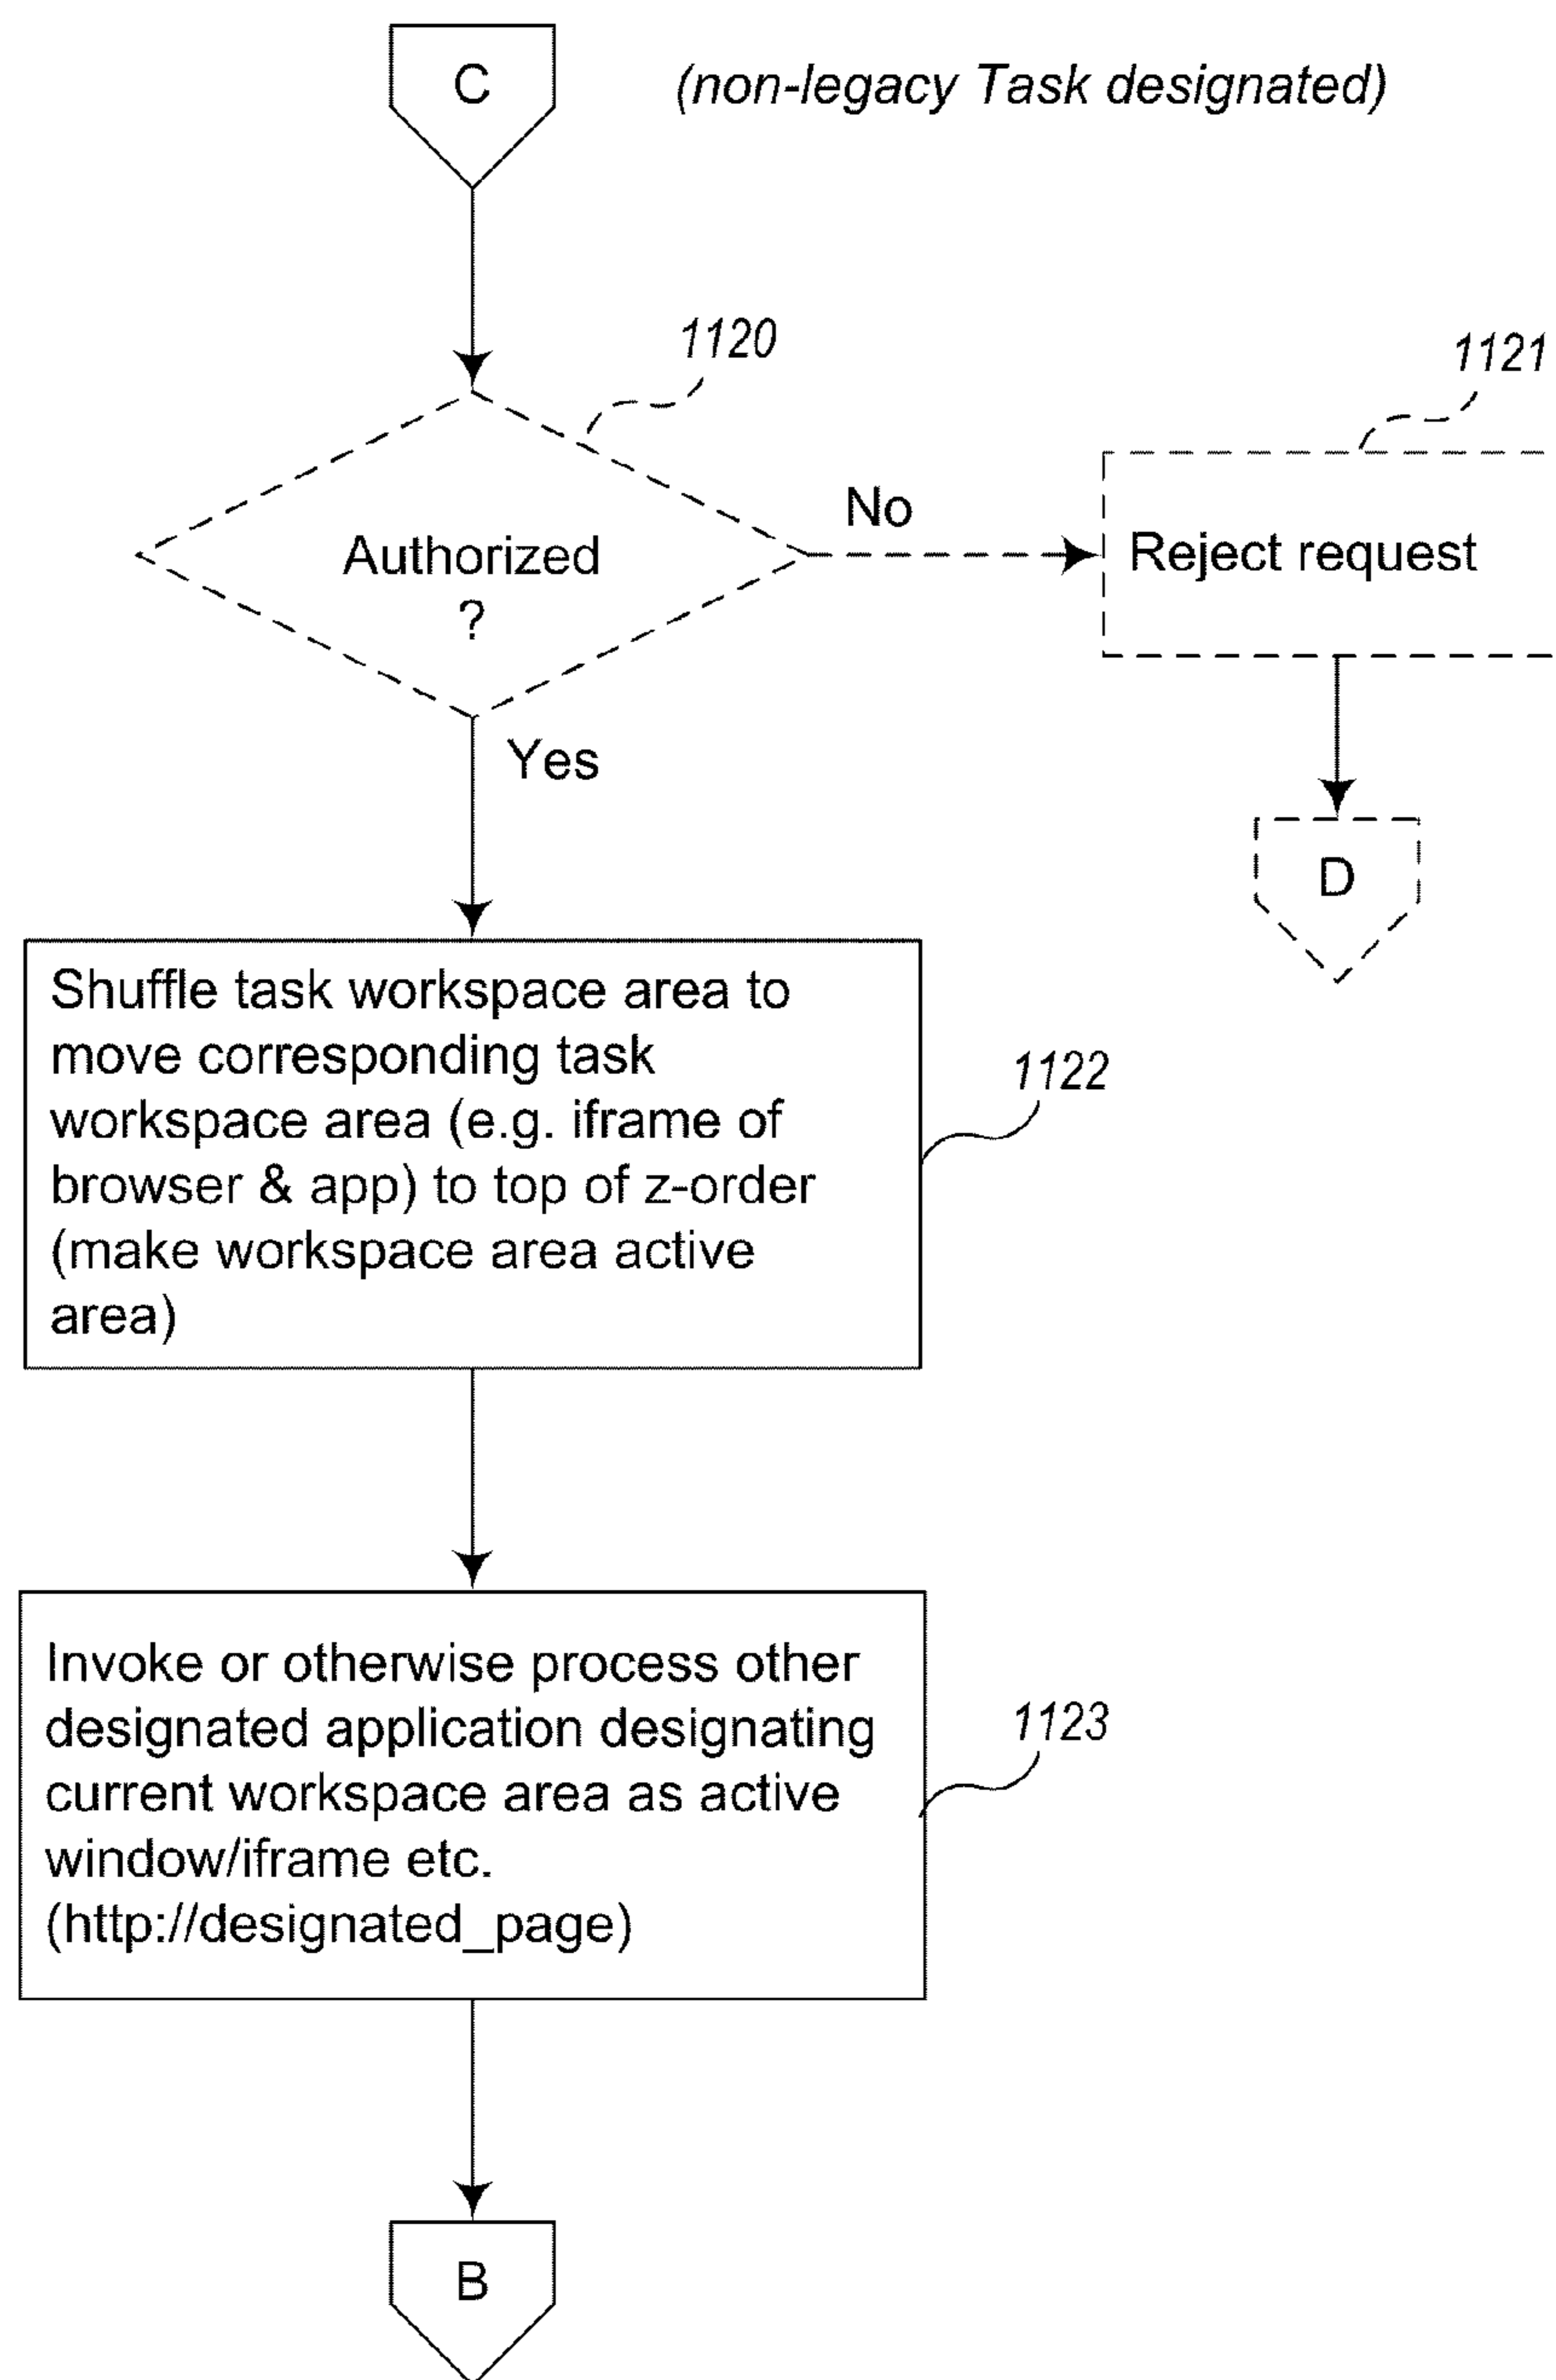 C
(non-legacy Task designated)
1120
1121
No
Authorized
?
Reject request
Yes
D
Shuffle task workspace area to
move corresponding task
workspace area (e.g. iframe of
browser & app) to top of z-order
(make workspace area active
area)
1122
Invoke or otherwise process other
designated application designating
current workspace area as active
window/iframe etc.
(http://designated_page)
1123
B